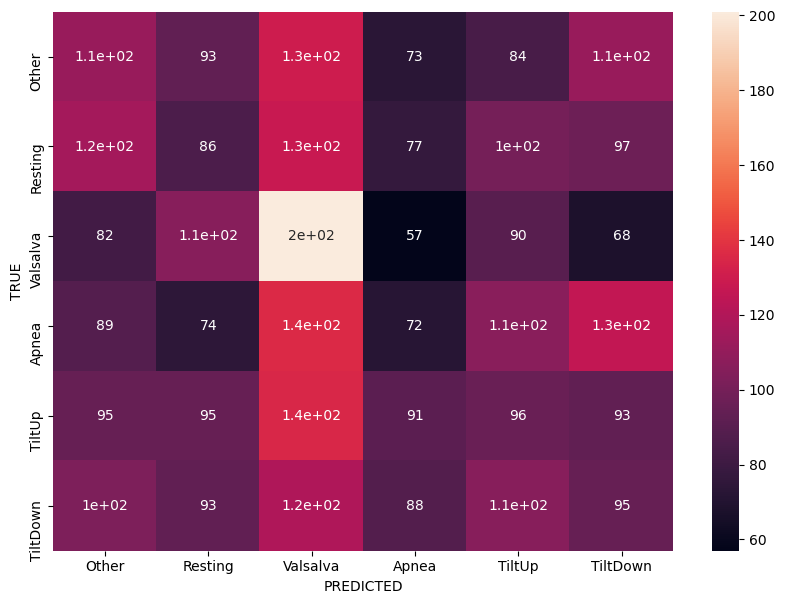 Other 1.1e+02 93 1.3e+02 73 84 1.1e+02
Resting 1.2e+02 86 1.3e+02 77 1e+02 97
Valsalva 82 1.1e+02 2e+02 57 90 68
Apnea 89 74 1.4e+02 72 1.1e+02 1.3e+02
TiltUp 95 95 1.4e+02 91 96 93
TiltDown 1e+02 93 1.2e+02 88 1.1e+02 95
Other Resting Valsalva Apnea TiltUp TiltDown
PREDICTED
TRUE
200
180
160
140
120
100
80
60